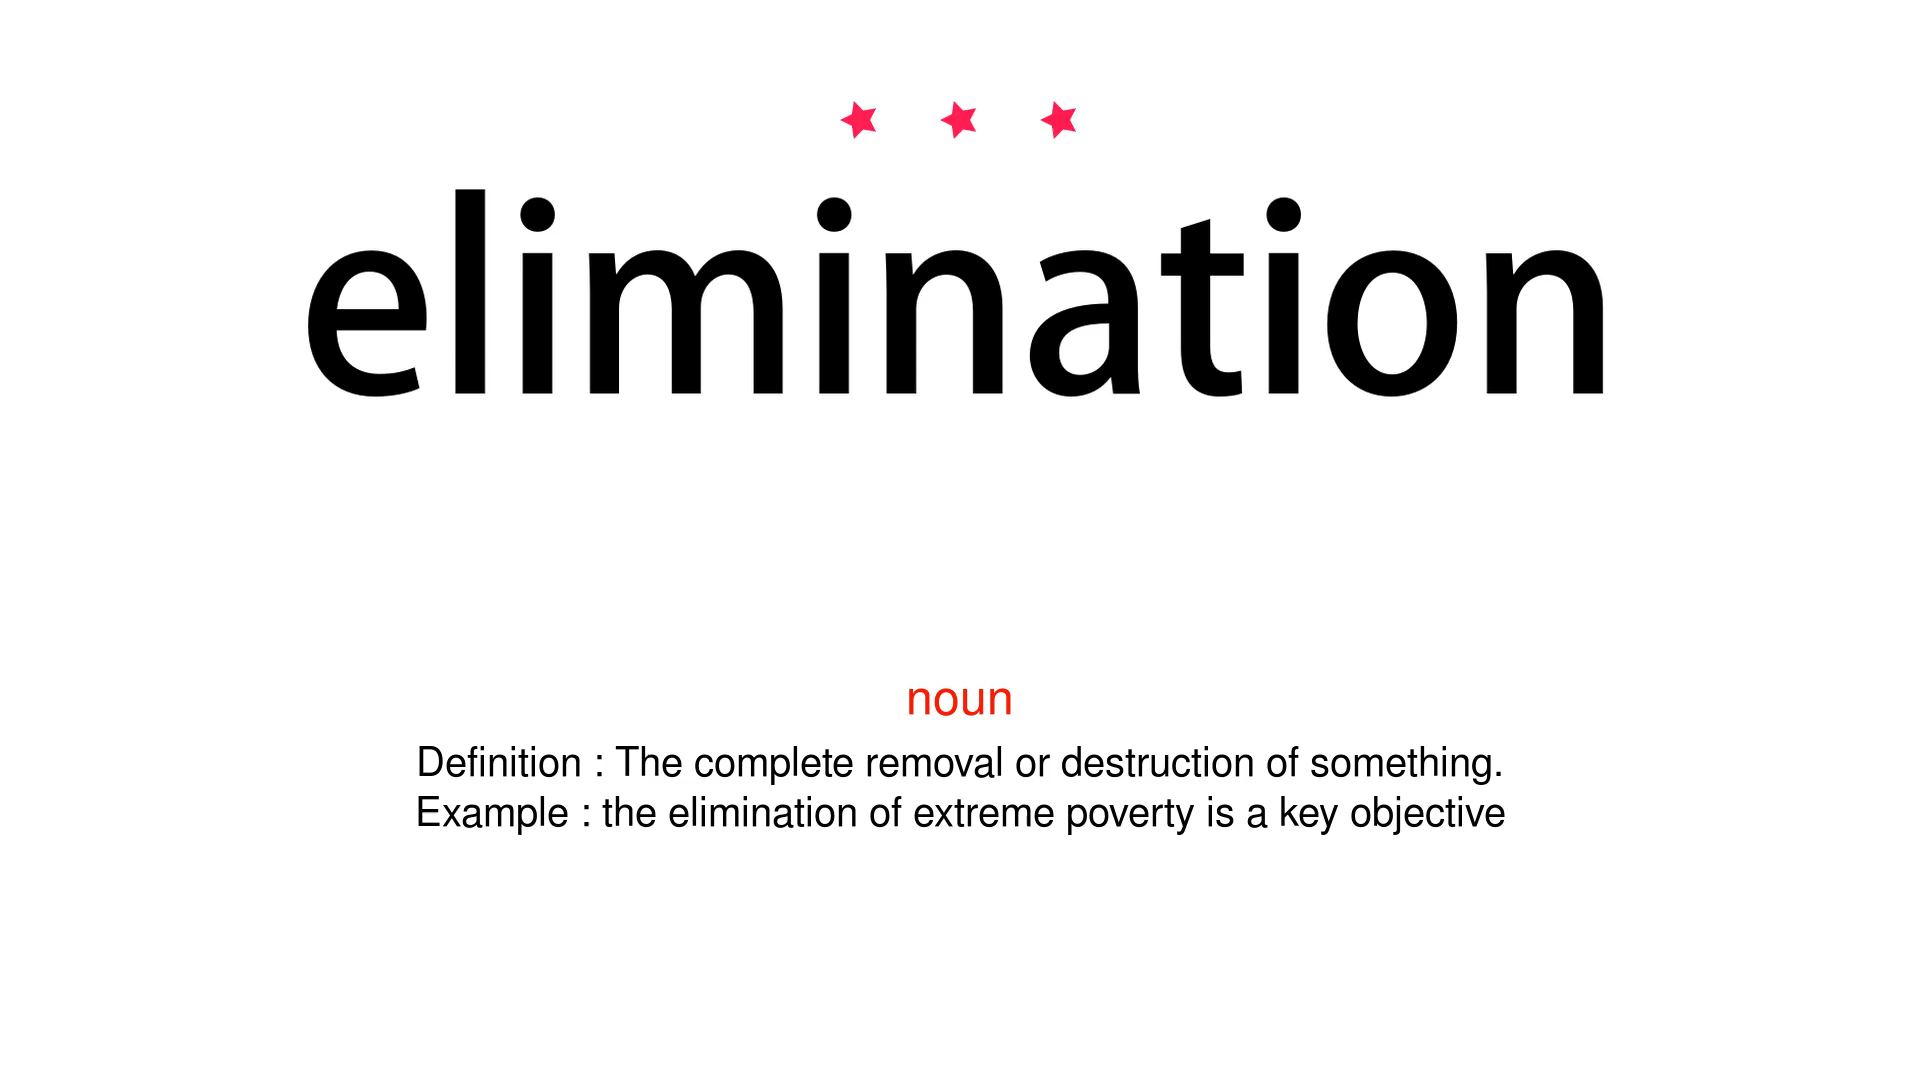 elimination
noun
Definition : The complete removal or destruction of something.
Example : the elimination of extreme poverty is a key objective